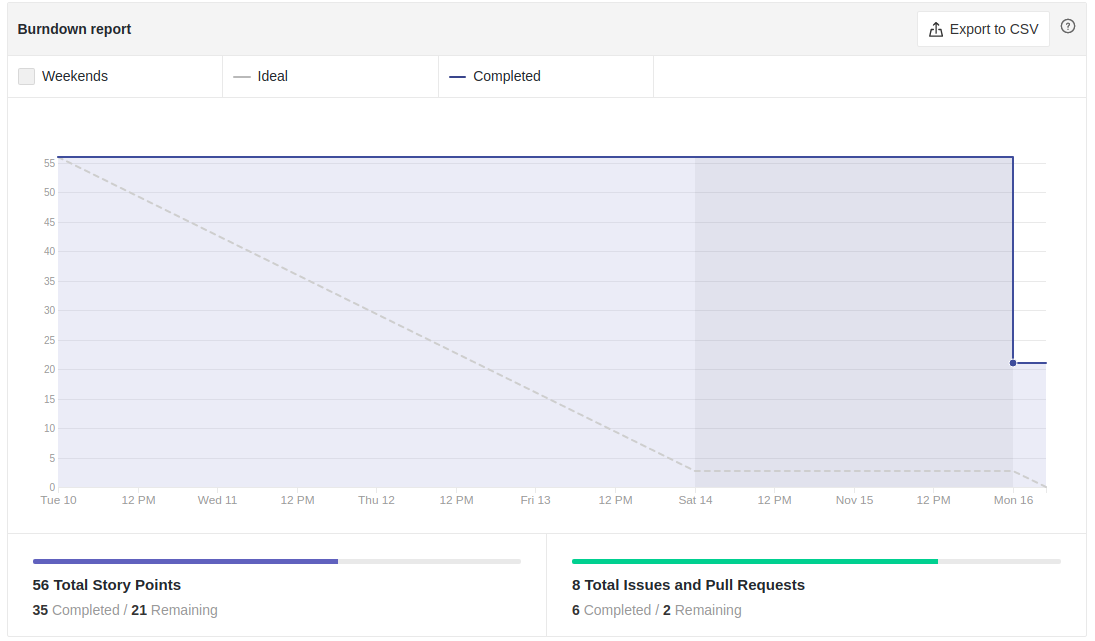 Burndown report
Export to CSV
?
Weekends
Ideal
Completed
55
50
45
40
35
30
25
20
15
10
5
0
Tue 10 12 PM Wed 11 12 PM Thu 12 12 PM Fri 13 12 PM Sat 14 12 PM Nov 15 12 PM Mon 16
56 Total Story Points
35 Completed / 21 Remaining
8 Total Issues and Pull Requests
6 Completed / 2 Remaining